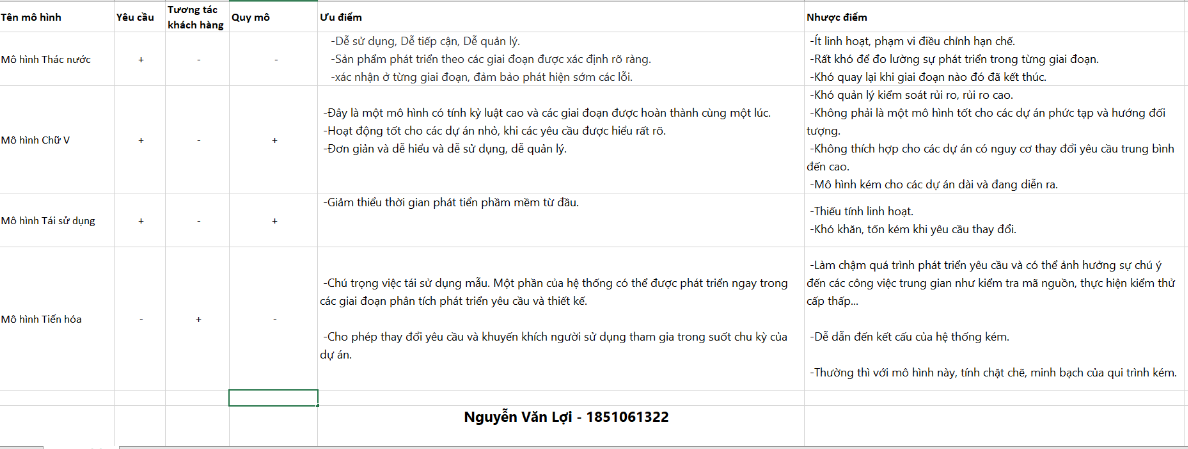 Tên mô hình Yêu cầu Tương tác khách hàng Quy mô Ưu điểm Nhược điểm
Mô hình Thác nước + - -
-Dễ sử dụng, Dễ tiếp cận, Dễ quản lý.
-Sản phẩm phát triển theo các giai đoạn được xác định rõ ràng.
-xác nhận ở từng giai đoạn, đảm bảo phát hiện sớm các lỗi.
-Ít linh hoạt, phạm vi điều chỉnh hạn chế.
-Rất khó để đo lường sự phát triển trong từng giai đoạn.
-Khó quay lại khi giai đoạn nào đó đã kết thúc.
Mô hình Chữ V + - +
-Đây là một mô hình có tính kỷ luật cao và các giai đoạn được hoàn thành cùng một lúc.
-Hoạt động tốt cho các dự án nhỏ, khi các yêu cầu được hiểu rất rõ.
-Đơn giản và dễ hiểu và dễ sử dụng, dễ quản lý.
-Khó quản lý kiểm soát rủi ro, rủi ro cao.
-Không phải là một mô hình tốt cho các dự án phức tạp và hướng đối
tượng.
-Không thích hợp cho các dự án có nguy cơ thay đổi yêu cầu trung bình
đến cao.
-Mô hình kém cho các dự án dài và đang diễn ra.
Mô hình Tái sử dụng + - +
-Giảm thiểu thời gian phát tiển phầm mềm từ đầu.
-Thiếu tính linh hoạt.
-Khó khăn, tốn kém khi yêu cầu thay đổi.
Mô hình Tiến hóa - + -
-Chú trọng việc tái sử dụng mẫu. Một phần của hệ thống có thể được phát triển ngay trong
các giai đoạn phân tích phát triển yêu cầu và thiết kế.
-Cho phép thay đổi yêu cầu và khuyến khích người sử dụng tham gia trong suốt chu kỳ của
dự án.
-Làm chậm quá trình phát triển yêu cầu và có thể ảnh hưởng sự chú ý
đến các công việc trung gian như kiểm tra mã nguồn, thực hiện kiểm thử
cấp thấp...
-Dễ dẫn đến kết cấu của hệ thống kém.
-Thường thì với mô hình này, tính chặt chẽ, minh bạch của qui trình kém.
Nguyễn Văn Lợi - 1851061322